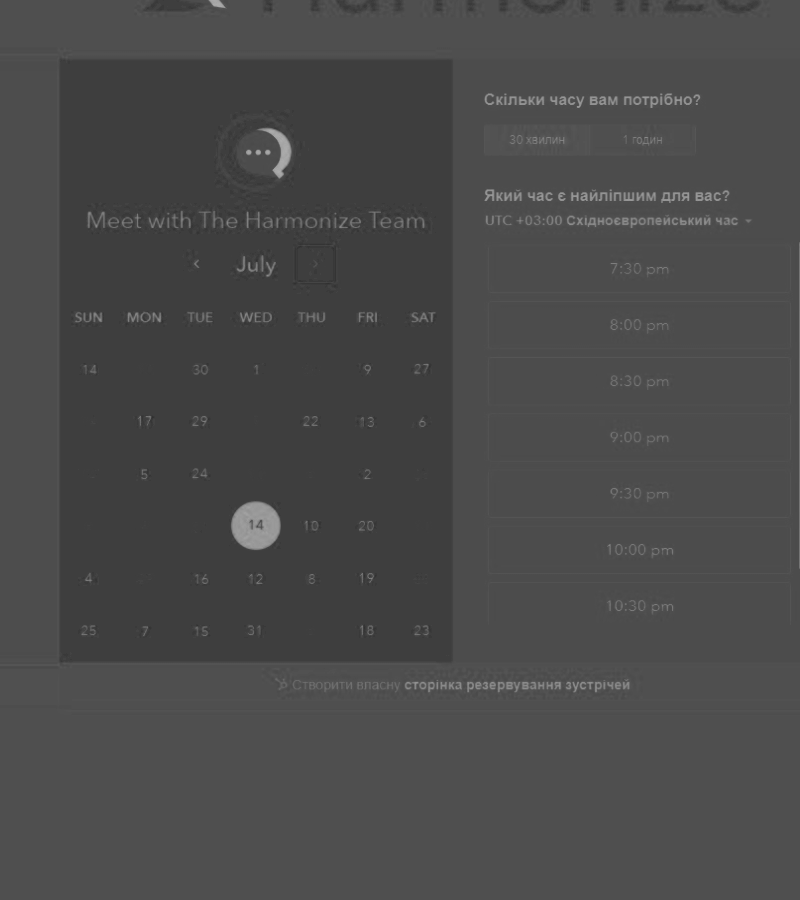 Harmonize
Meet with The Harmonize Team
July
SUN MON TUE WED THU FRI SAT
14 30 1 9 27
17 29 22 13 6
5 24 2
14 18 20
4 16 12 8 19
25 7 15 31 18 23
Скільки часу вам потрібно?
30 хвилин 1 годин
Який час є найліпшим для вас?
UTC +03:00 Східноєвропейський час
7:30 pm
8:00 pm
8:30 pm
9:00 pm
9:30 pm
10:00 pm
10:30 pm
Створити власну сторінка резервування зустрічей